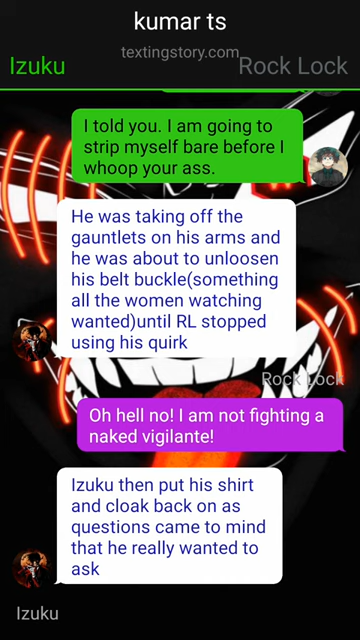 kumar ts
textingstory.com
Izuku
Rock Lock
I told you. I am going to
strip myself bare before I
whoop your ass.
He was taking off the
gauntlets on his arms and
he was about to unloosen
his belt buckle(something
all the women watching
wanted)until RL stopped
using his quirk
Rock Lock
Oh hell no! I am not fighting a
naked vigilante!
Izuku then put his shirt
and cloak back on as
questions came to mind
that he really wanted to
ask
Izuku